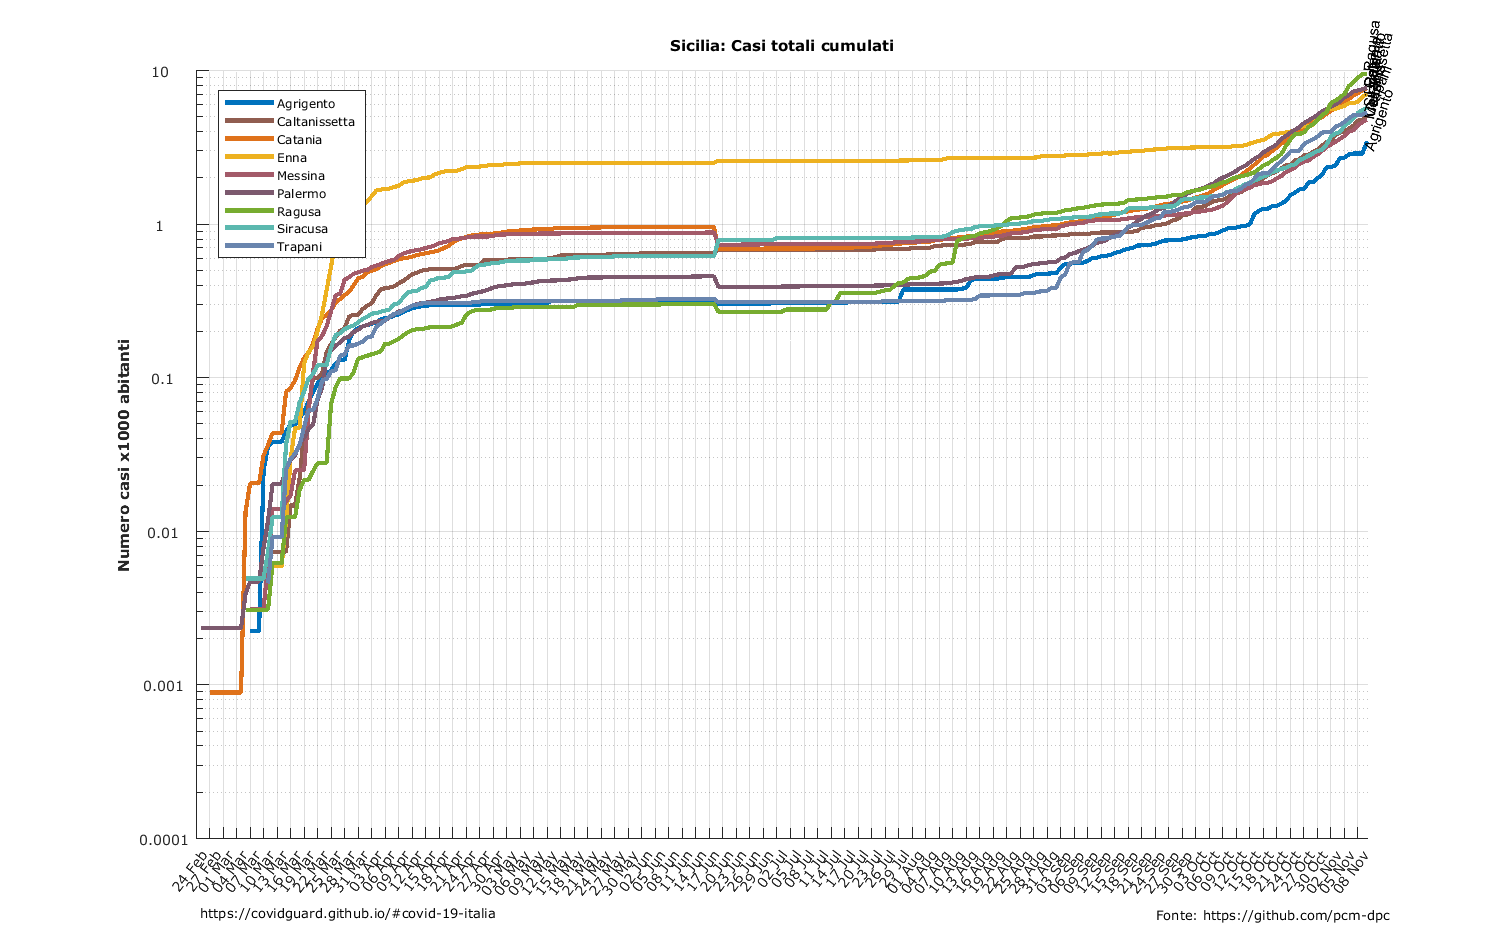 Sicilia: Casi totali cumulati
Numero casi x1000 abitanti
10
1
0.1
0.01
0.001
0.0001
Agrigento
Caltanissetta
Catania
Enna
Messina
Palermo
Ragusa
Siracusa
Trapani
Ragusa
Agrigento
24 Feb
27 Feb
01 Mar
04 Mar
07 Mar
10 Mar
13 Mar
16 Mar
19 Mar
22 Mar
25 Mar
28 Mar
31 Mar
03 Apr
06 Apr
09 Apr
12 Apr
15 Apr
18 Apr
21 Apr
24 Apr
27 Apr
30 Apr
03 May
06 May
09 May
12 May
15 May
18 May
21 May
24 May
27 May
30 May
02 Jun
05 Jun
08 Jun
11 Jun
14 Jun
17 Jun
20 Jun
23 Jun
26 Jun
29 Jun
02 Jul
05 Jul
08 Jul
11 Jul
14 Jul
17 Jul
20 Jul
23 Jul
26 Jul
29 Jul
01 Aug
04 Aug
07 Aug
10 Aug
13 Aug
16 Aug
19 Aug
22 Aug
25 Aug
28 Aug
31 Aug
03 Sep
06 Sep
09 Sep
12 Sep
15 Sep
18 Sep
21 Sep
24 Sep
27 Sep
30 Sep
03 Oct
06 Oct
09 Oct
12 Oct
15 Oct
18 Oct
21 Oct
24 Oct
27 Oct
30 Oct
02 Nov
05 Nov
08 Nov
https://covidguard.github.io/#covid-19-italia
Fonte: https://github.com/pcm-dpc